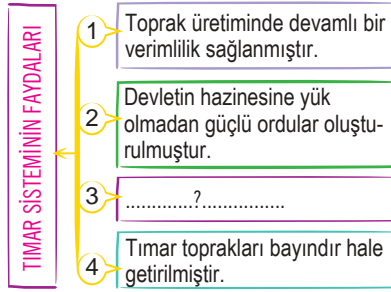 TIMAR SİSTEMİNİN FAYDALARI
1
Toprak üretiminde devamlı bir
verimlilik sağlanmıştır.
2
Devletin hazinesine yük
olmadan güçlü ordular oluştu-
rulmuştur.
3
.............?................
4
Tımar toprakları bayındır hale
getirilmiştir.